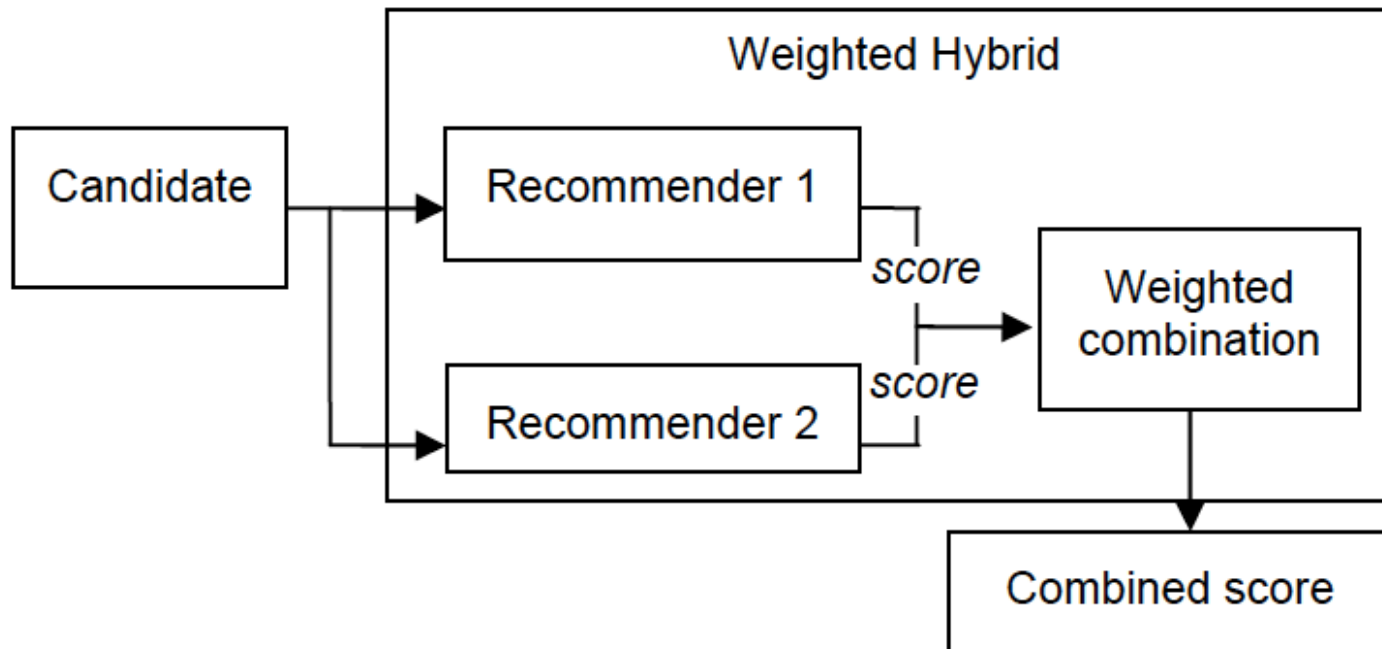 Weighted Hybrid
Candidate
Recommender 1
score
Weighted
combination
score
Recommender 2
Combined score